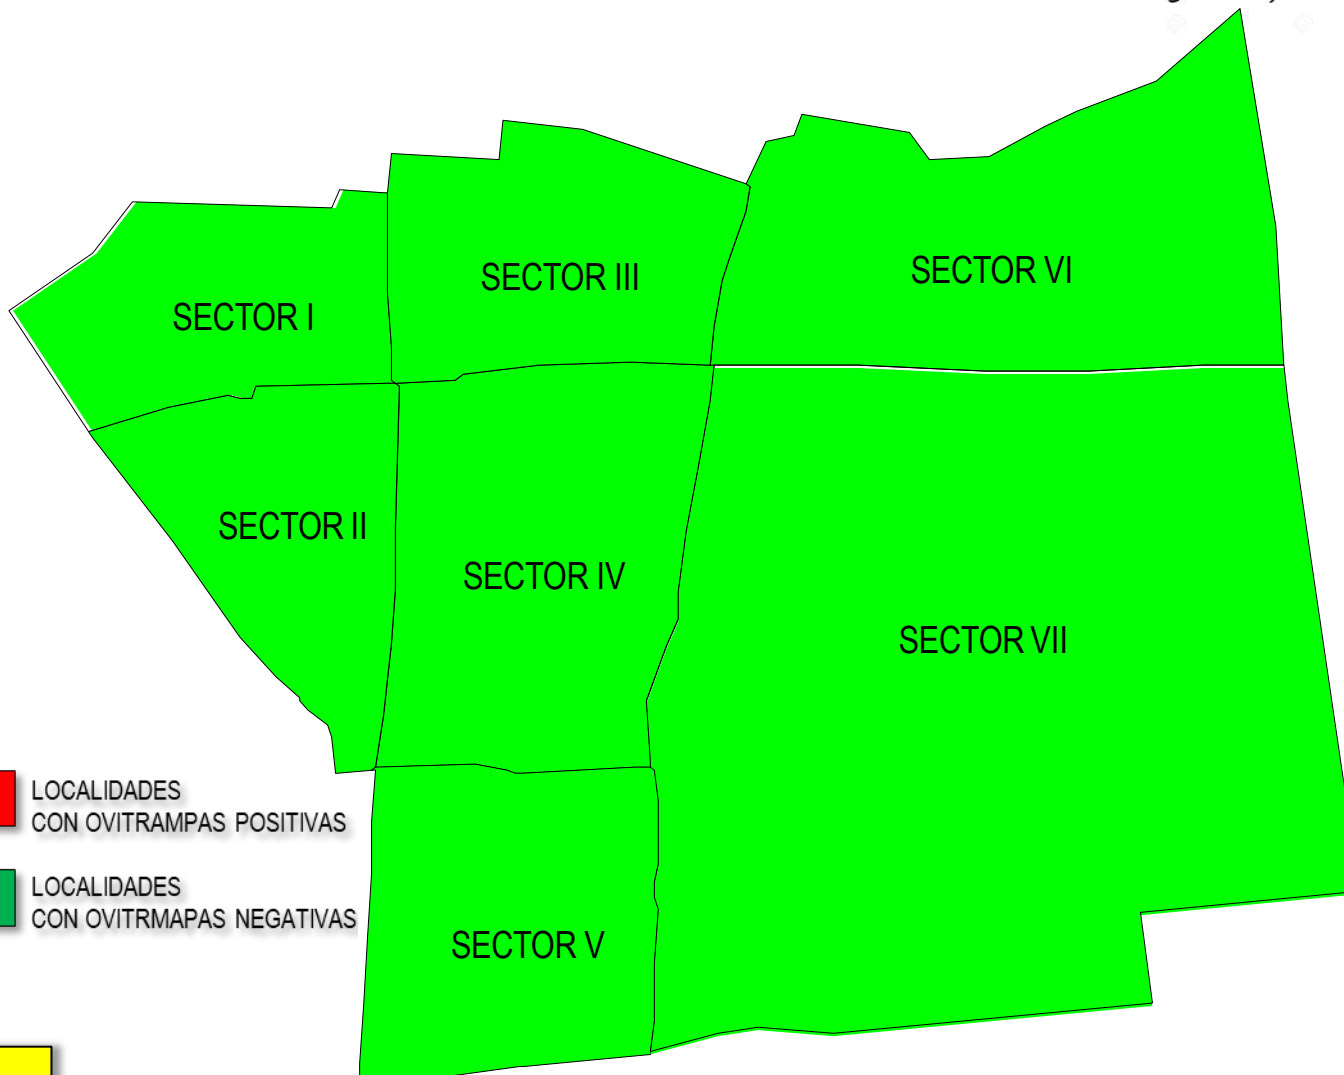 SECTOR VI
SECTOR III
SECTOR I
SECTOR II
SECTOR IV
SECTOR VII
LOCALIDADES
CON OVITRAMPAS POSITIVAS
LOCALIDADES
CON OVITRMAPAS NEGATIVAS
SECTOR V